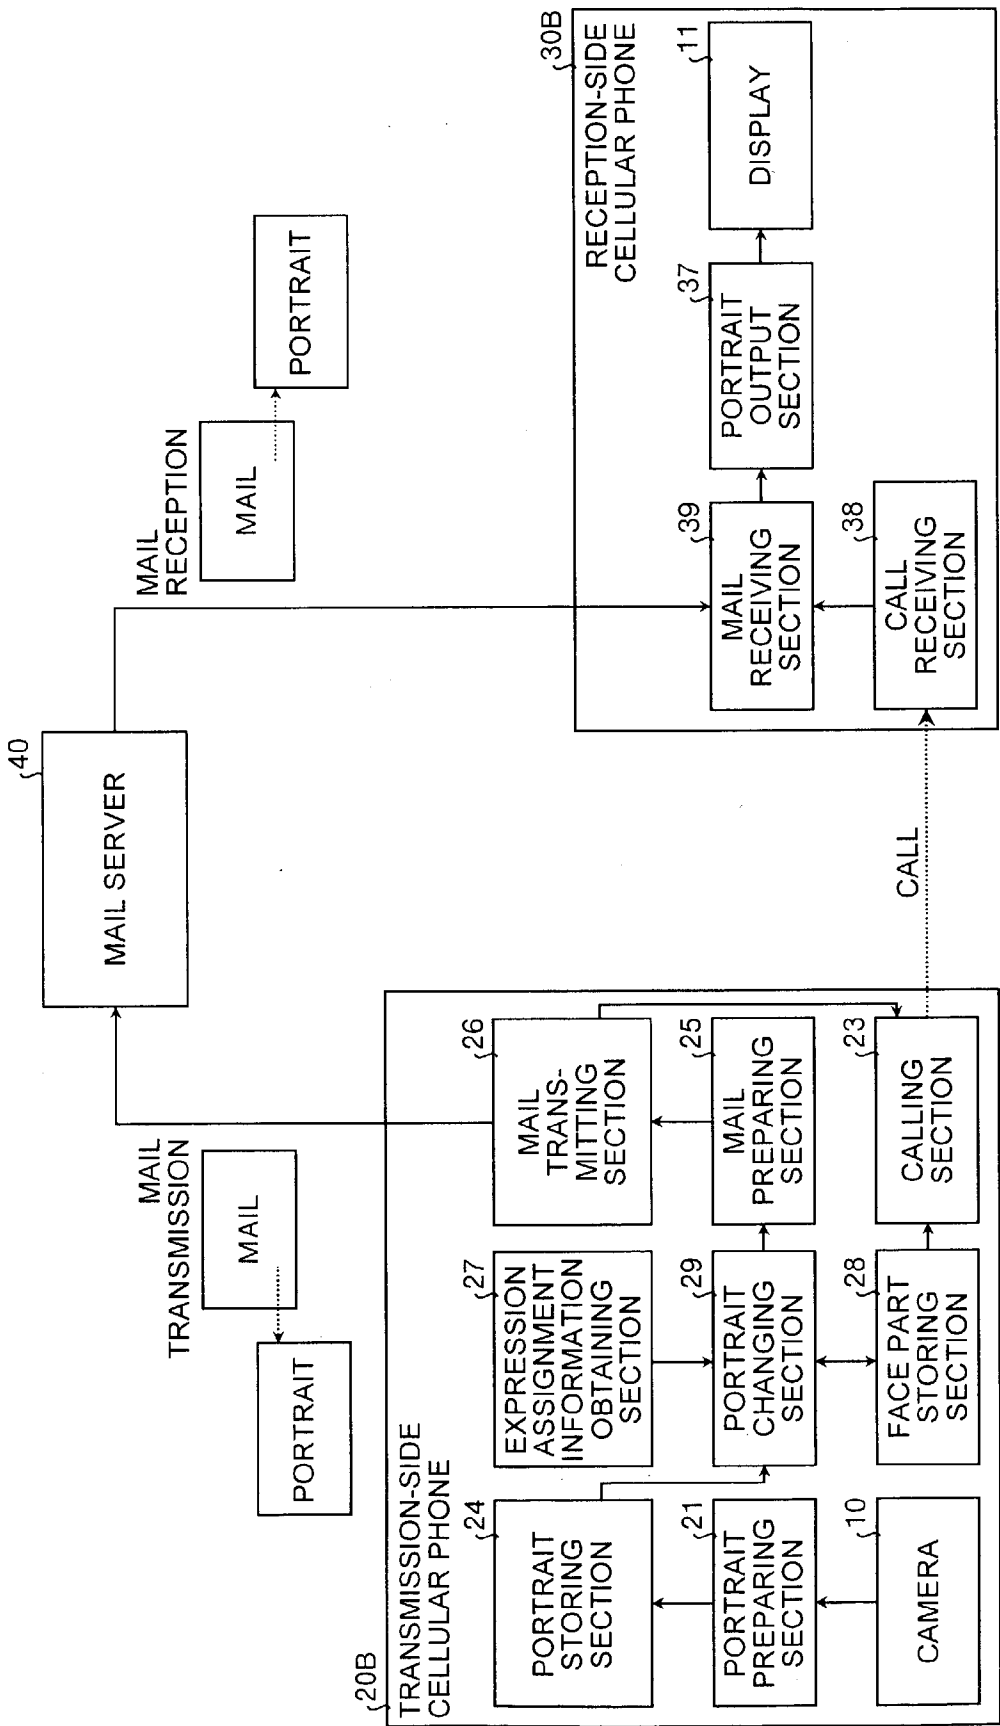 40
MAIL SERVER
MAIL
TRANSMISSION
MAIL
PORTRAIT
MAIL
RECEPTION
MAIL
PORTRAIT
20B
TRANSMISSION-SIDE
CELLULAR PHONE
24
PORTRAIT
STORING
SECTION
27
EXPRESSION
ASSIGNMENT
INFORMATION
OBTAINING
SECTION
26
MAIL
TRANS-
MITTING
SECTION
21
PORTRAIT
PREPARING
SECTION
29
PORTRAIT
CHANGING
SECTION
25
MAIL
PREPARING
SECTION
10
CAMERA
28
FACE PART
STORING
SECTION
23
CALLING
SECTION
CALL
30B
RECEPTION-SIDE
CELLULAR PHONE
39
MAIL
RECEIVING
SECTION
37
PORTRAIT
OUTPUT
SECTION
11
DISPLAY
38
CALL
RECEIVING
SECTION